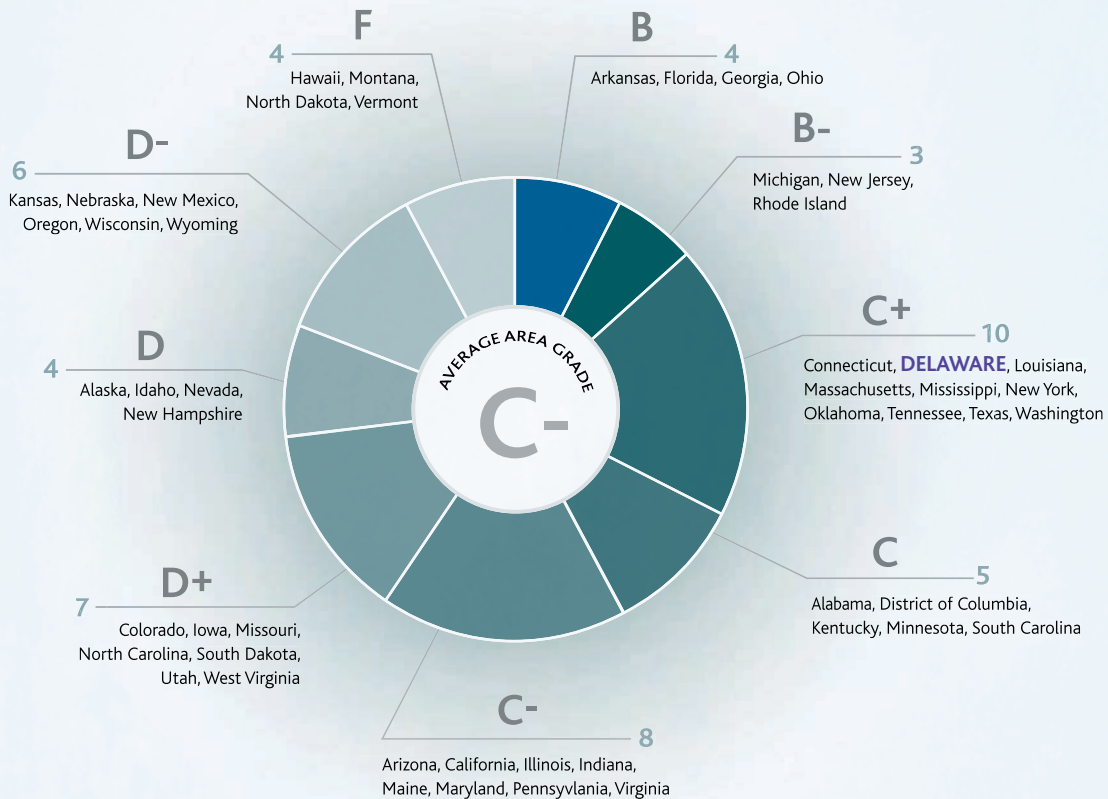 F
4
Hawaii, Montana,
North Dakota, Vermont
B
4
Arkansas, Florida, Georgia, Ohio
B-
3
Michigan, New Jersey,
Rhode Island
C+
10
Connecticut, DELAWARE, Louisiana,
Massachusetts, Mississippi, New York,
Oklahoma, Tennessee, Texas, Washington
C
5
Alabama, District of Columbia,
Kentucky, Minnesota, South Carolina
C-
8
Arizona, California, Illinois, Indiana,
Maine, Maryland, Pennsyvlania, Virginia
D+
7
Colorado, Iowa, Missouri,
North Carolina, South Dakota,
Utah, West Virginia
D
4
Alaska, Idaho, Nevada,
New Hampshire
D-
6
Kansas, Nebraska, New Mexico,
Oregon, Wisconsin, Wyoming
AVERAGE AREA GRADE
C-